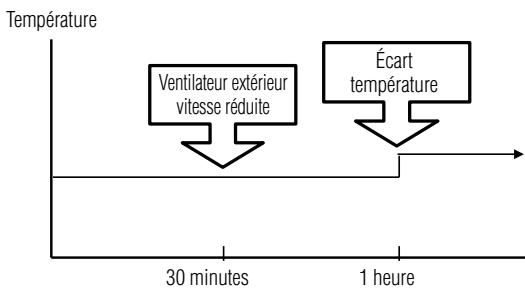 Température
Ventilateur extérieur
vitesse réduite
Écart
température
30 minutes
1 heure